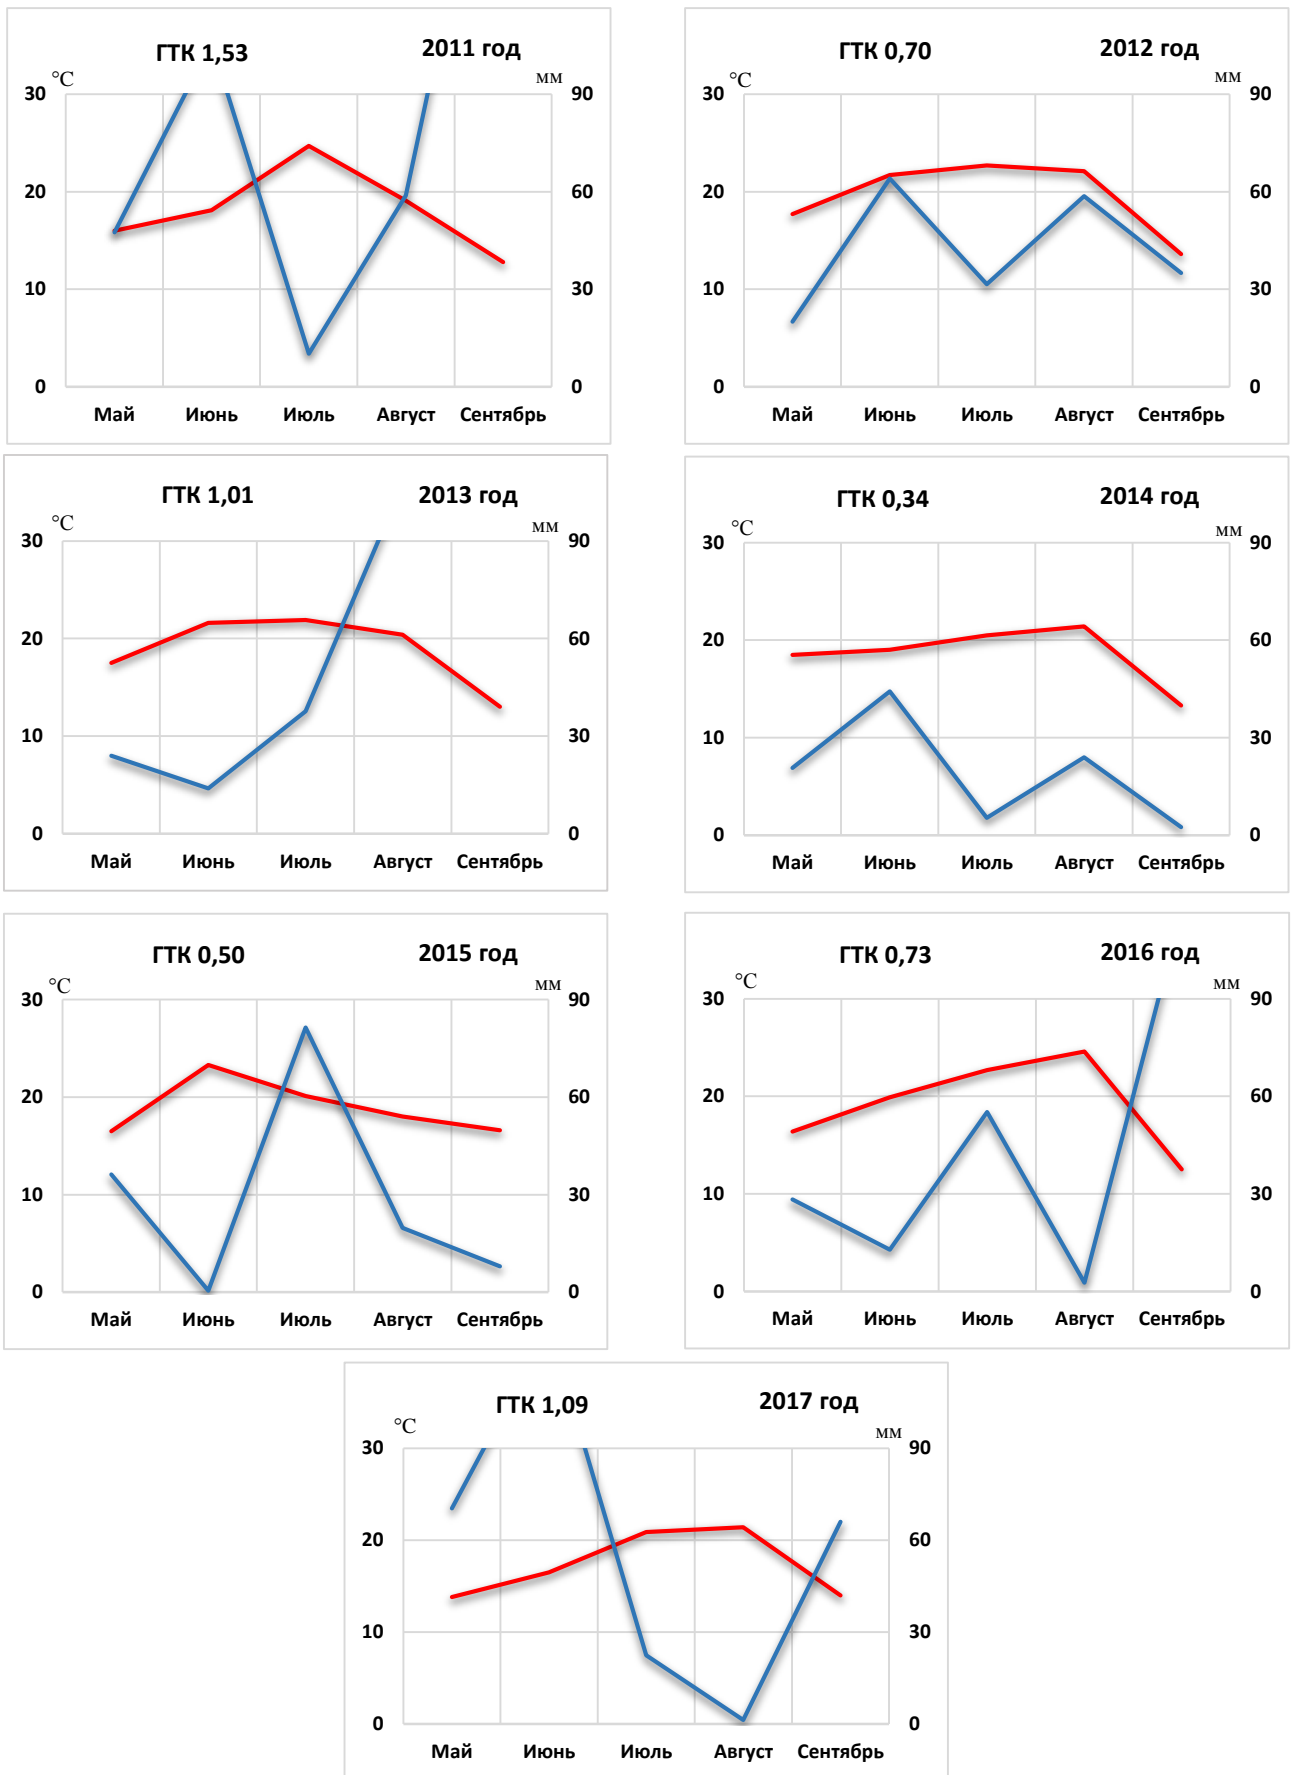 ГТК 1,53 2011 год
°С мм
30 90
20 60
10 30
0 0
Май Июнь Июль Август Сентябрь
ГТК 0,70 2012 год
°С мм
30 90
20 60
10 30
0 0
Май Июнь Июль Август Сентябрь
ГТК 1,01 2013 год
°С мм
30 90
20 60
10 30
0 0
Май Июнь Июль Август Сентябрь
ГТК 0,34 2014 год
°С мм
30 90
20 60
10 30
0 0
Май Июнь Июль Август Сентябрь
ГТК 0,50 2015 год
°С мм
30 90
20 60
10 30
0 0
Май Июнь Июль Август Сентябрь
ГТК 0,73 2016 год
°С мм
30 90
20 60
10 30
0 0
Май Июнь Июль Август Сентябрь
ГТК 1,09 2017 год
°С мм
30 90
20 60
10 30
0 0
Май Июнь Июль Август Сентябрь